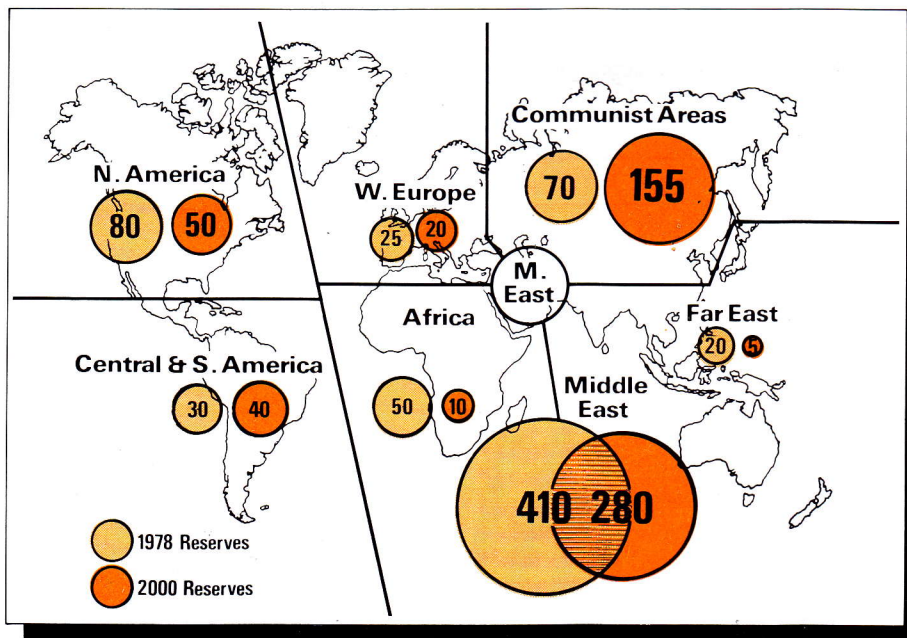 Communist Areas
70 155
N. America
80 50
W. Europe
25 20
M.
East
Africa
50 10
Far East
20 5
Central & S. America
30 40
Middle
East
410 280
1978 Reserves
2000 Reserves